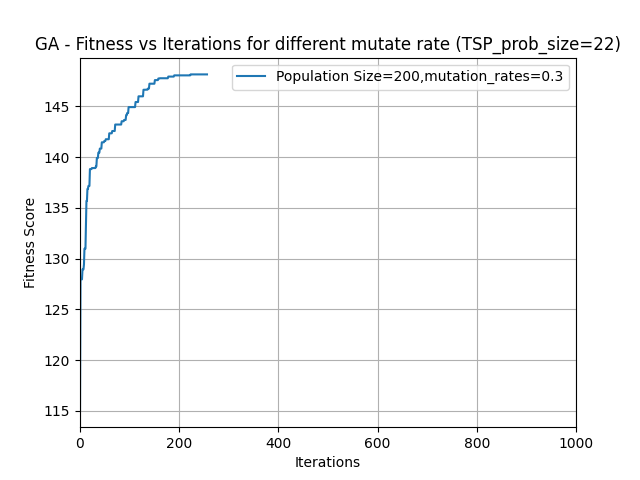 GA - Fitness vs Iterations for different mutate rate (TSP_prob_size=22)
Population Size=200,mutation_rates=0.3
Fitness Score
145
140
135
130
125
120
115
0 200 400 600 800 1000
Iterations